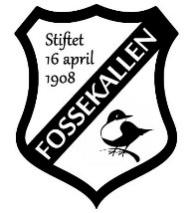 Stiftet
16 april
1908
FOSSEKALLEN